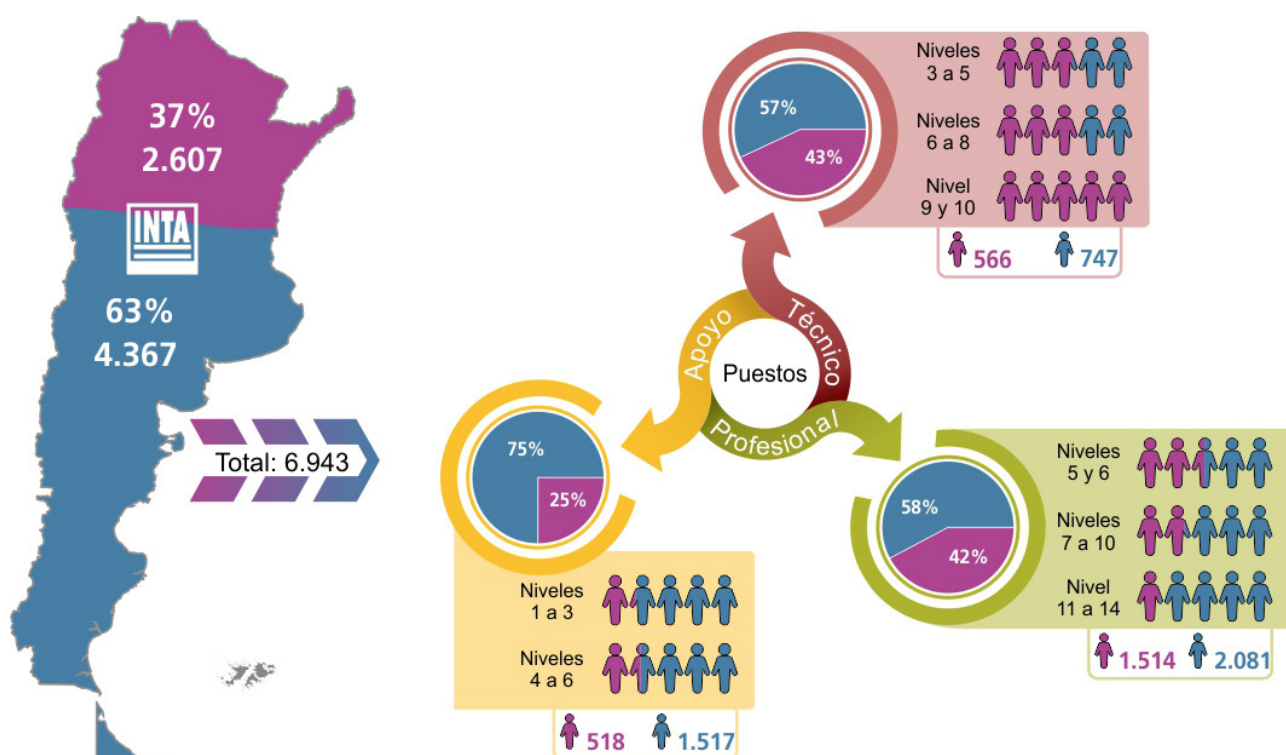 37%
2.607
INTA
63%
4.367
Total: 6.943
Puestos
Apoyo
Técnico
Profesional
57%
43%
Niveles
3 a 5
Niveles
6 a 8
Nivel
9 y 10
566
747
75%
25%
Niveles
1 a 3
Niveles
4 a 6
518
1.517
58%
42%
Niveles
5 y 6
Niveles
7 a 10
Nivel
11 a 14
1.514
2.081